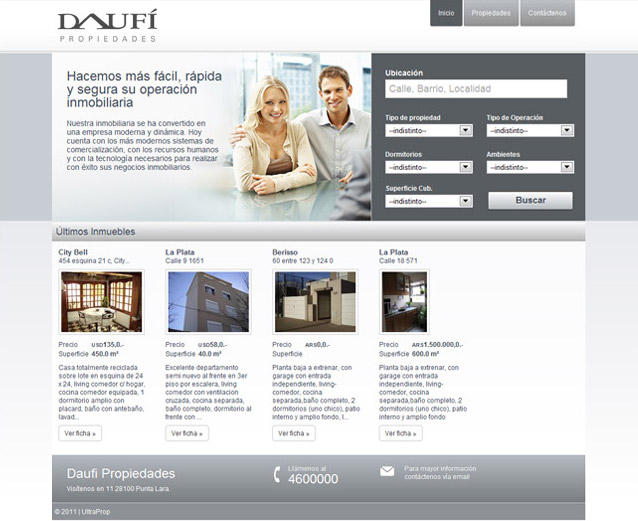 DAUFÍ
PROPIEDADES
Inicio
Propiedades
Contáctenos
Hacemos más fácil, rápida
y segura su operación
inmobiliaria
Nuestra inmobiliaria se ha convertido en
una empresa moderna y dinámica. Hoy
cuenta con los más modernos sistemas de
comercialización, con los recursos humanos
y con la tecnología necesarios para realizar
con éxito sus negocios inmobiliarios.
Ubicación
Calle, Barrio, Localidad
Tipo de propiedad
Tipo de Operación
--indistinto--
--indistinto--
Dormitorios
Ambientes
--indistinto--
--indistinto--
Superficie Cub.
--indistinto--
Buscar
Últimos Inmuebles
City Bell
454 esquina 21 c, City...
Precio USD135,0.-
Superficie 450.0 m²
Casa totalmente reciclada
sobre lote en esquina de 24
x 24, living comedor c/ hogar,
cocina comedor equipada, 1
dormitorio amplio con
placard, baño con antebaño,
lavad...
Ver ficha »
La Plata
Calle 9 1651
Precio USD58,0.-
Superficie 40.0 m²
Excelente departamento
semi nuevo al frente en 3er
piso por escalera, living
comedor con ventilacion
cruzada, cocina separada,
baño completo, dormitorio al
frente con ...
Ver ficha »
Berisso
60 entre 123 y 124 0
Precio ARS0,0.-
Superficie
Planta baja a extrenar, con
garage con entrada
independiente, living-
comedor, cocina
separada,baño completo, 2
dormitorios (uno chico), patio
interno y amplio fondo, l...
Ver ficha »
La Plata
Calle 18 571
Precio ARS1.500.000,0.-
Superficie 600.0 m²
Planta baja a extrenar, con
garage con entrada
independiente, living-
comedor, cocina
separada,baño completo, 2
dormitorios (uno chico), patio
interno y amplio fondo, l...
Ver ficha »
Daufi Propiedades
Visítenos en 11 28100 Punta Lara.
Llámenos al
4600000
Para mayor información
contáctenos vía email
© 2011 | UltraProp